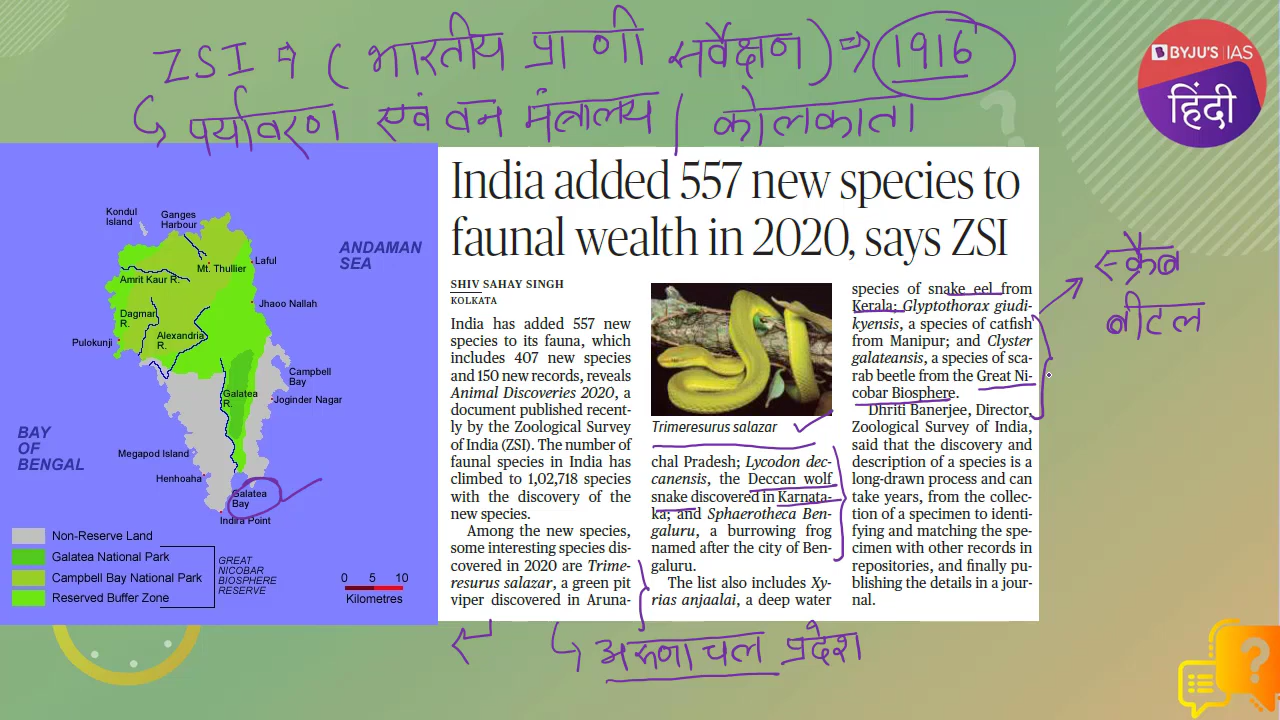 ZSI → (भारतीय प्राणी सर्वेक्षण) ⇒ 1916
↳ पर्यावरण एवं वन मंत्रालय / कोलकाता
BYJU'S IAS
हिंदी
Kondul
Island
Ganges
Harbour
ANDAMAN
SEA
Laful
Mt. Thullier
Amrit Kaur R.
Jhaoo Nallah
Dagmar
R.
Alexandria
R.
Pulokunji
Campbell
Bay
Galatea
R.
Joginder Nagar
BAY
OF
BENGAL
Megapod Island
Henhoaha
Galatea
Bay
Indira Point
Non-Reserve Land
Galatea National Park
Campbell Bay National Park
Reserved Buffer Zone
GREAT
NICOBAR
BIOSPHERE
RESERVE
0 5 10
Kilometres
India added 557 new species to
faunal wealth in 2020, says ZSI
SHIV SAHAY SINGH
KOLKATA
India has added 557 new
species to its fauna, which
includes 407 new species
and 150 new records, reveals
Animal Discoveries 2020, a
document published recent-
ly by the Zoological Survey
of India (ZSI). The number of
faunal species in India has
climbed to 1,02,718 species
with the discovery of the
new species.
Among the new species,
some interesting species dis-
covered in 2020 are Trime-
resurus salazar, a green pit
viper discovered in Aruna-
Trimeresurus salazar
chal Pradesh; Lycodon dec-
canensis, the Deccan wolf
snake discovered in Karnata-
ka; and Sphaerotheca Ben-
galuru, a burrowing frog
named after the city of Ben-
galuru.
The list also includes Xy-
rias anjaalai, a deep water
species of snake eel from
Kerala; Glyptothorax giudi-
kyensis, a species of catfish
from Manipur; and Clyster
galateansis, a species of sca-
rab beetle from the Great Ni-
cobar Biosphere.
Dhriti Banerjee, Director,
Zoological Survey of India,
said that the discovery and
description of a species is a
long-drawn process and can
take years, from the collec-
tion of a specimen to identi-
fying and matching the spe-
cimen with other records in
repositories, and finally pu-
blishing the details in a jour-
nal.
स्कैब
बीटल
↳ अरुनाचल प्रदेश